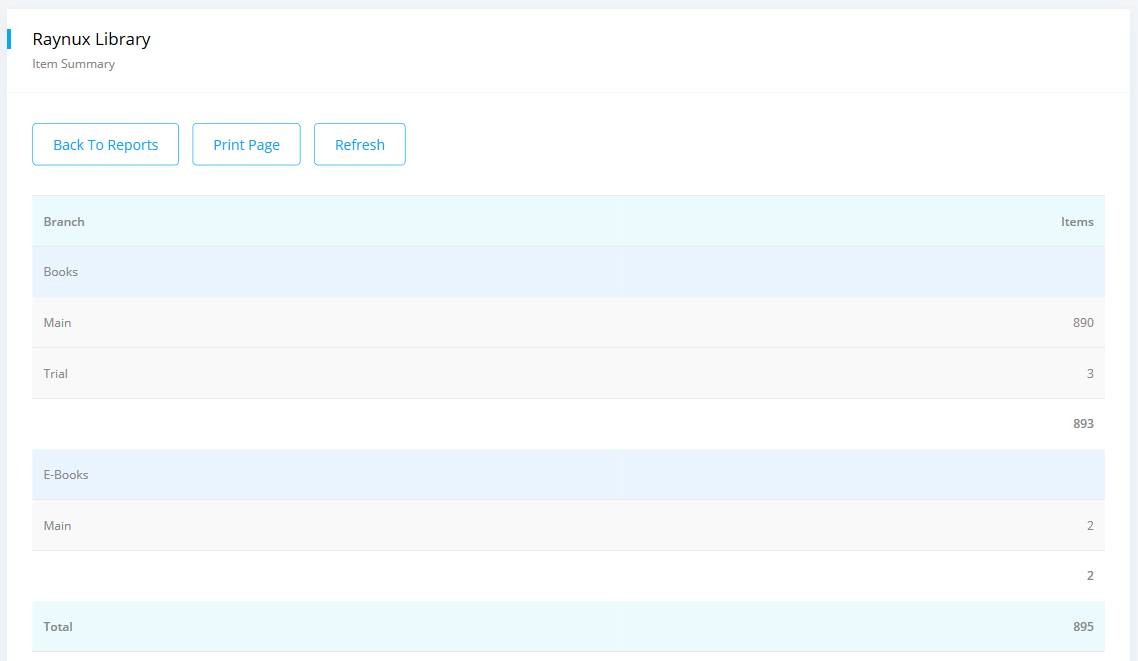 Raynux Library
Item Summary
Back To Reports Print Page Refresh
Branch Items
Books
Main 890
Trial 3
893
E-Books
Main 2
2
Total 895